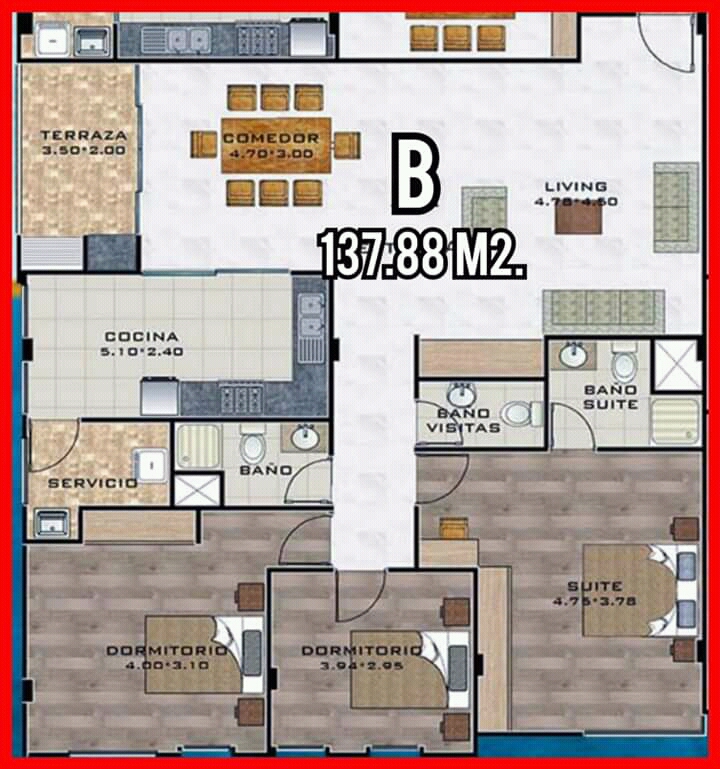 TERRAZA
3.50*2.00
COMEDOR
4.70*3.00
B
LIVING
4.78*4.50
137.88 M2.
COCINA
5.10*2.40
BAÑO
SUITE
BAÑO
VISITAS
BAÑO
SERVICIO
SUITE
4.75*3.78
DORMITORIO
4.00*3.10
DORMITORIO
3.94*2.95